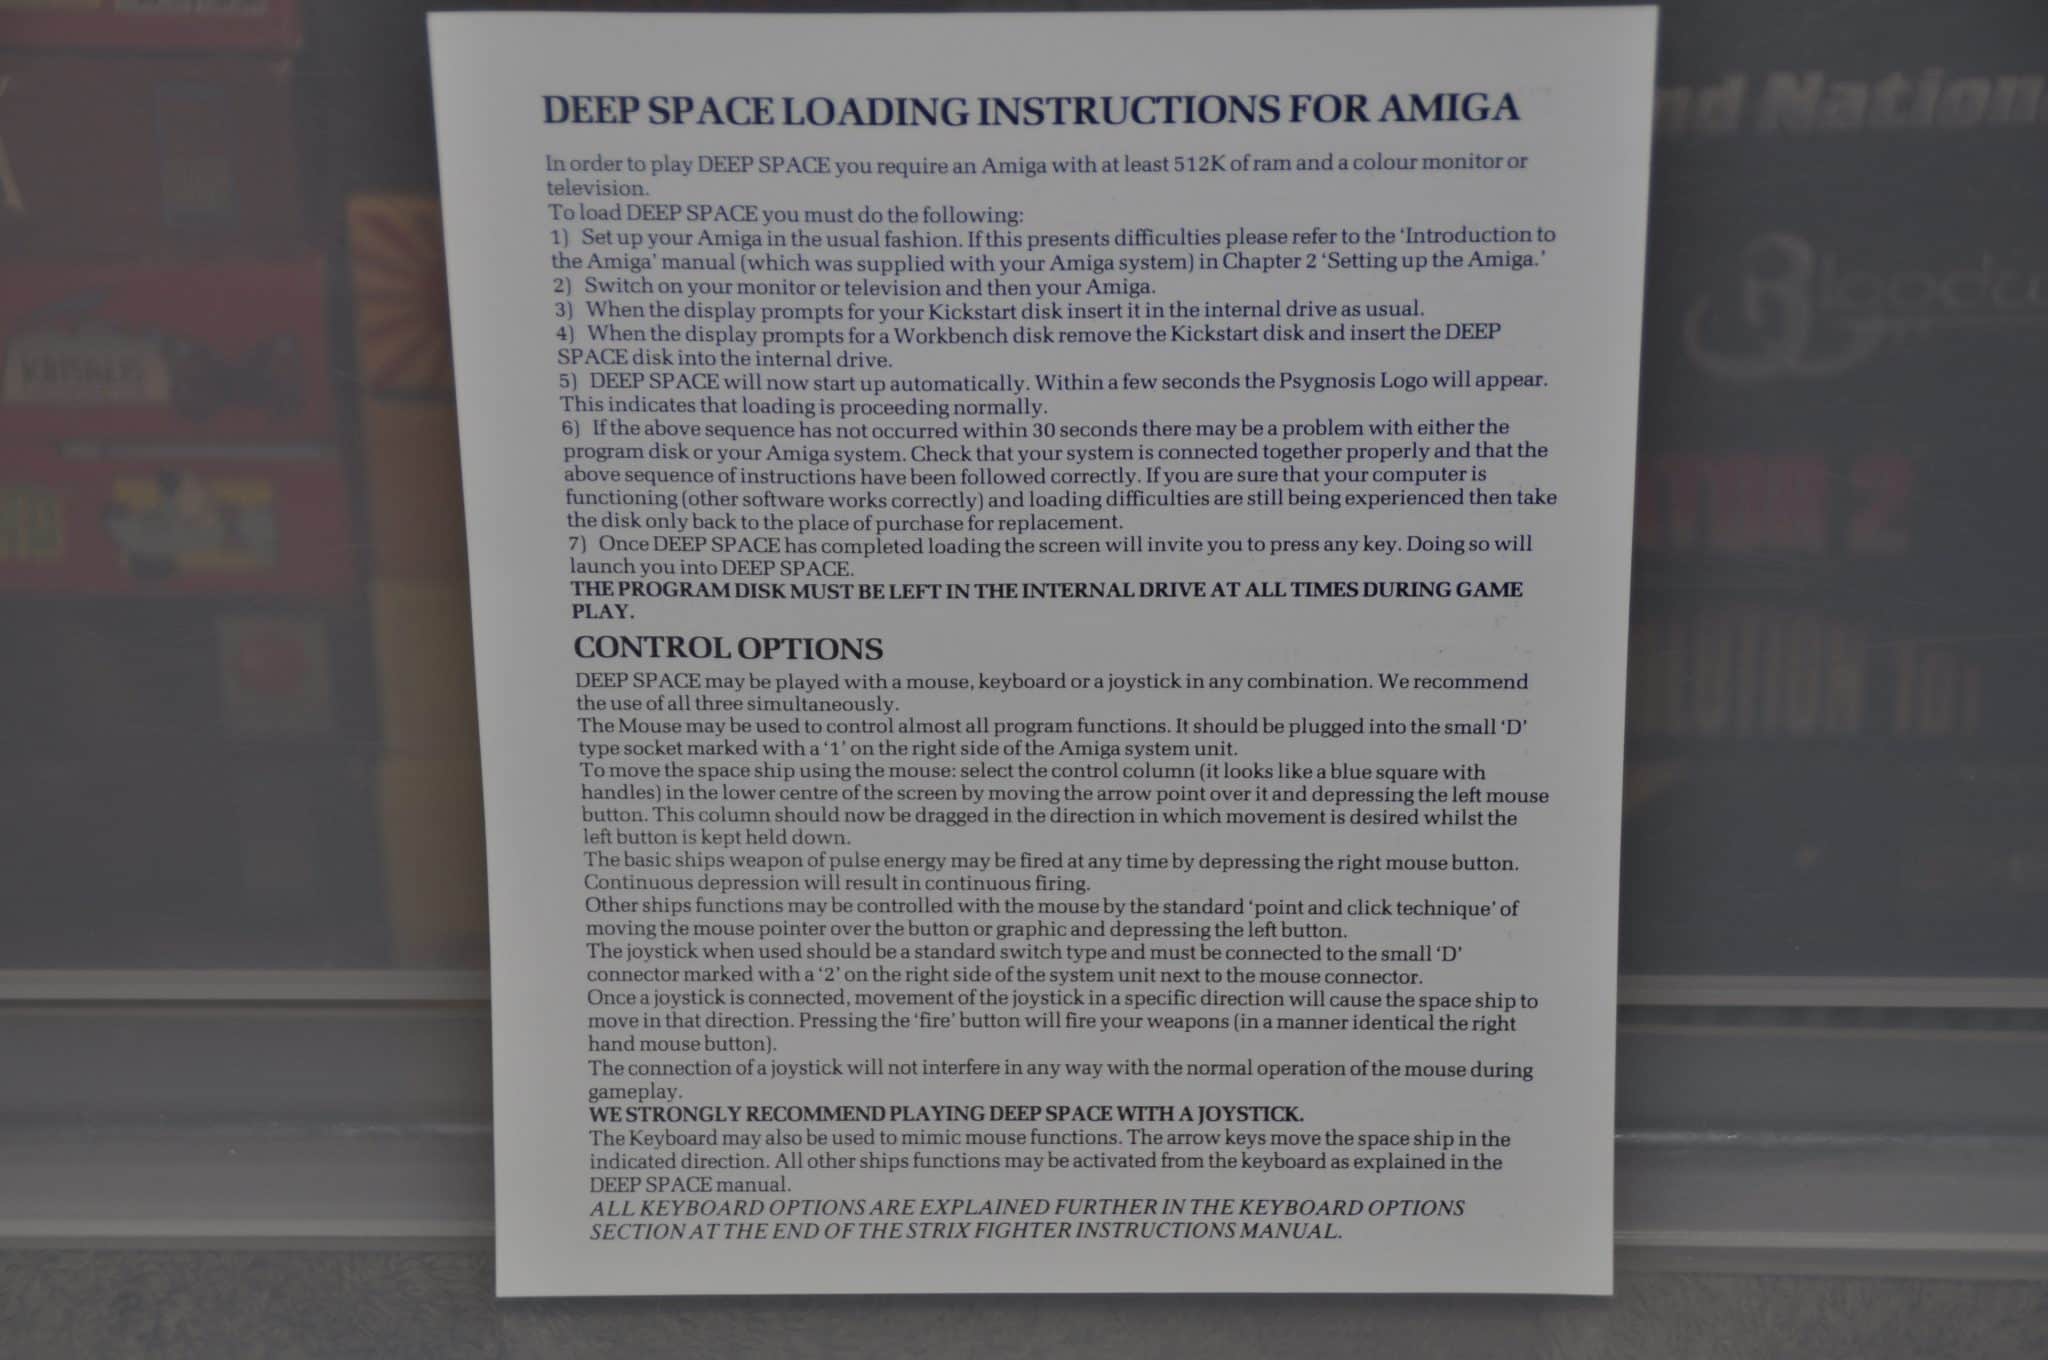 DEEP SPACE LOADING INSTRUCTIONS FOR AMIGA
In order to play DEEP SPACE you require an Amiga with at least 512K of ram and a colour monitor or
television.
To load DEEP SPACE you must do the following:
1) Set up your Amiga in the usual fashion. If this presents difficulties please refer to the ‘Introduction to
the Amiga’ manual (which was supplied with your Amiga system) in Chapter 2 ‘Setting up the Amiga.’
2) Switch on your monitor or television and then your Amiga.
3) When the display prompts for your Kickstart disk insert it in the internal drive as usual.
4) When the display prompts for a Workbench disk remove the Kickstart disk and insert the DEEP
SPACE disk into the internal drive.
5) DEEP SPACE will now start up automatically. Within a few seconds the Psygnosis Logo will appear.
This indicates that loading is proceeding normally.
6) If the above sequence has not occurred within 30 seconds there may be a problem with either the
program disk or your Amiga system. Check that your system is connected together properly and that the
above sequence of instructions have been followed correctly. If you are sure that your computer is
functioning (other software works correctly) and loading difficulties are still being experienced then take
the disk only back to the place of purchase for replacement.
7) Once DEEP SPACE has completed loading the screen will invite you to press any key. Doing so will
launch you into DEEP SPACE.
THE PROGRAM DISK MUST BE LEFT IN THE INTERNAL DRIVE AT ALL TIMES DURING GAME
PLAY.
CONTROL OPTIONS
DEEP SPACE may be played with a mouse, keyboard or a joystick in any combination. We recommend
the use of all three simultaneously.
The Mouse may be used to control almost all program functions. It should be plugged into the small ‘D’
type socket marked with a ‘1’ on the right side of the Amiga system unit.
To move the space ship using the mouse: select the control column (it looks like a blue square with
handles) in the lower centre of the screen by moving the arrow point over it and depressing the left mouse
button. This column should now be dragged in the direction in which movement is desired whilst the
left button is kept held down.
The basic ships weapon of pulse energy may be fired at any time by depressing the right mouse button.
Continuous depression will result in continuous firing.
Other ships functions may be controlled with the mouse by the standard ‘point and click technique’ of
moving the mouse pointer over the button or graphic and depressing the left button.
The joystick when used should be a standard switch type and must be connected to the small ‘D’
connector marked with a ‘2’ on the right side of the system unit next to the mouse connector.
Once a joystick is connected, movement of the joystick in a specific direction will cause the space ship to
move in that direction. Pressing the ‘fire’ button will fire your weapons (in a manner identical the right
hand mouse button).
The connection of a joystick will not interfere in any way with the normal operation of the mouse during
gameplay.
WE STRONGLY RECOMMEND PLAYING DEEP SPACE WITH A JOYSTICK.
The Keyboard may also be used to mimic mouse functions. The arrow keys move the space ship in the
indicated direction. All other ships functions may be activated from the keyboard as explained in the
DEEP SPACE manual.
ALL KEYBOARD OPTIONS ARE EXPLAINED FURTHER IN THE KEYBOARD OPTIONS
SECTION AT THE END OF THE STRIX FIGHTER INSTRUCTIONS MANUAL.